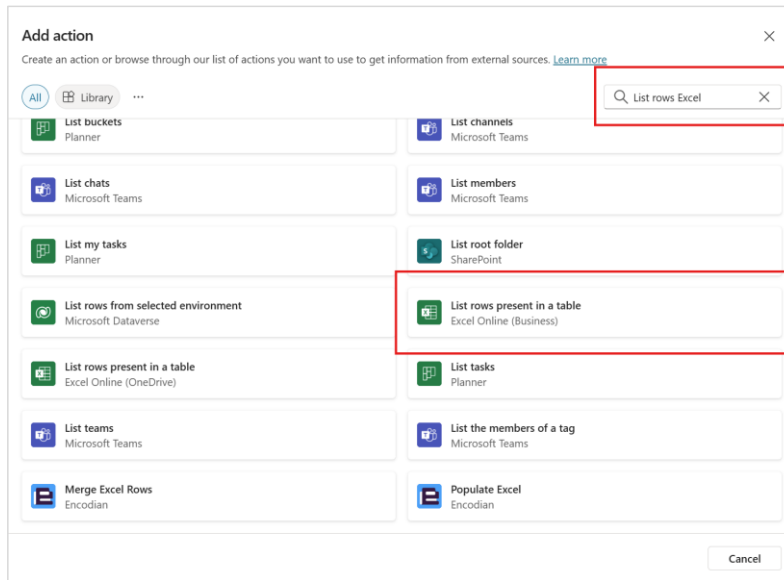 Add action
Create an action or browse through our list of actions you want to use to get information from external sources. Learn more
All
Library
List rows Excel
List buckets
Planner
List channels
Microsoft Teams
List chats
Microsoft Teams
List members
Microsoft Teams
List my tasks
Planner
List root folder
SharePoint
List rows from selected environment
Microsoft Dataverse
List rows present in a table
Excel Online (Business)
List rows present in a table
Excel Online (OneDrive)
List tasks
Planner
List teams
Microsoft Teams
List the members of a tag
Microsoft Teams
Merge Excel Rows
Encodian
Populate Excel
Encodian
Cancel